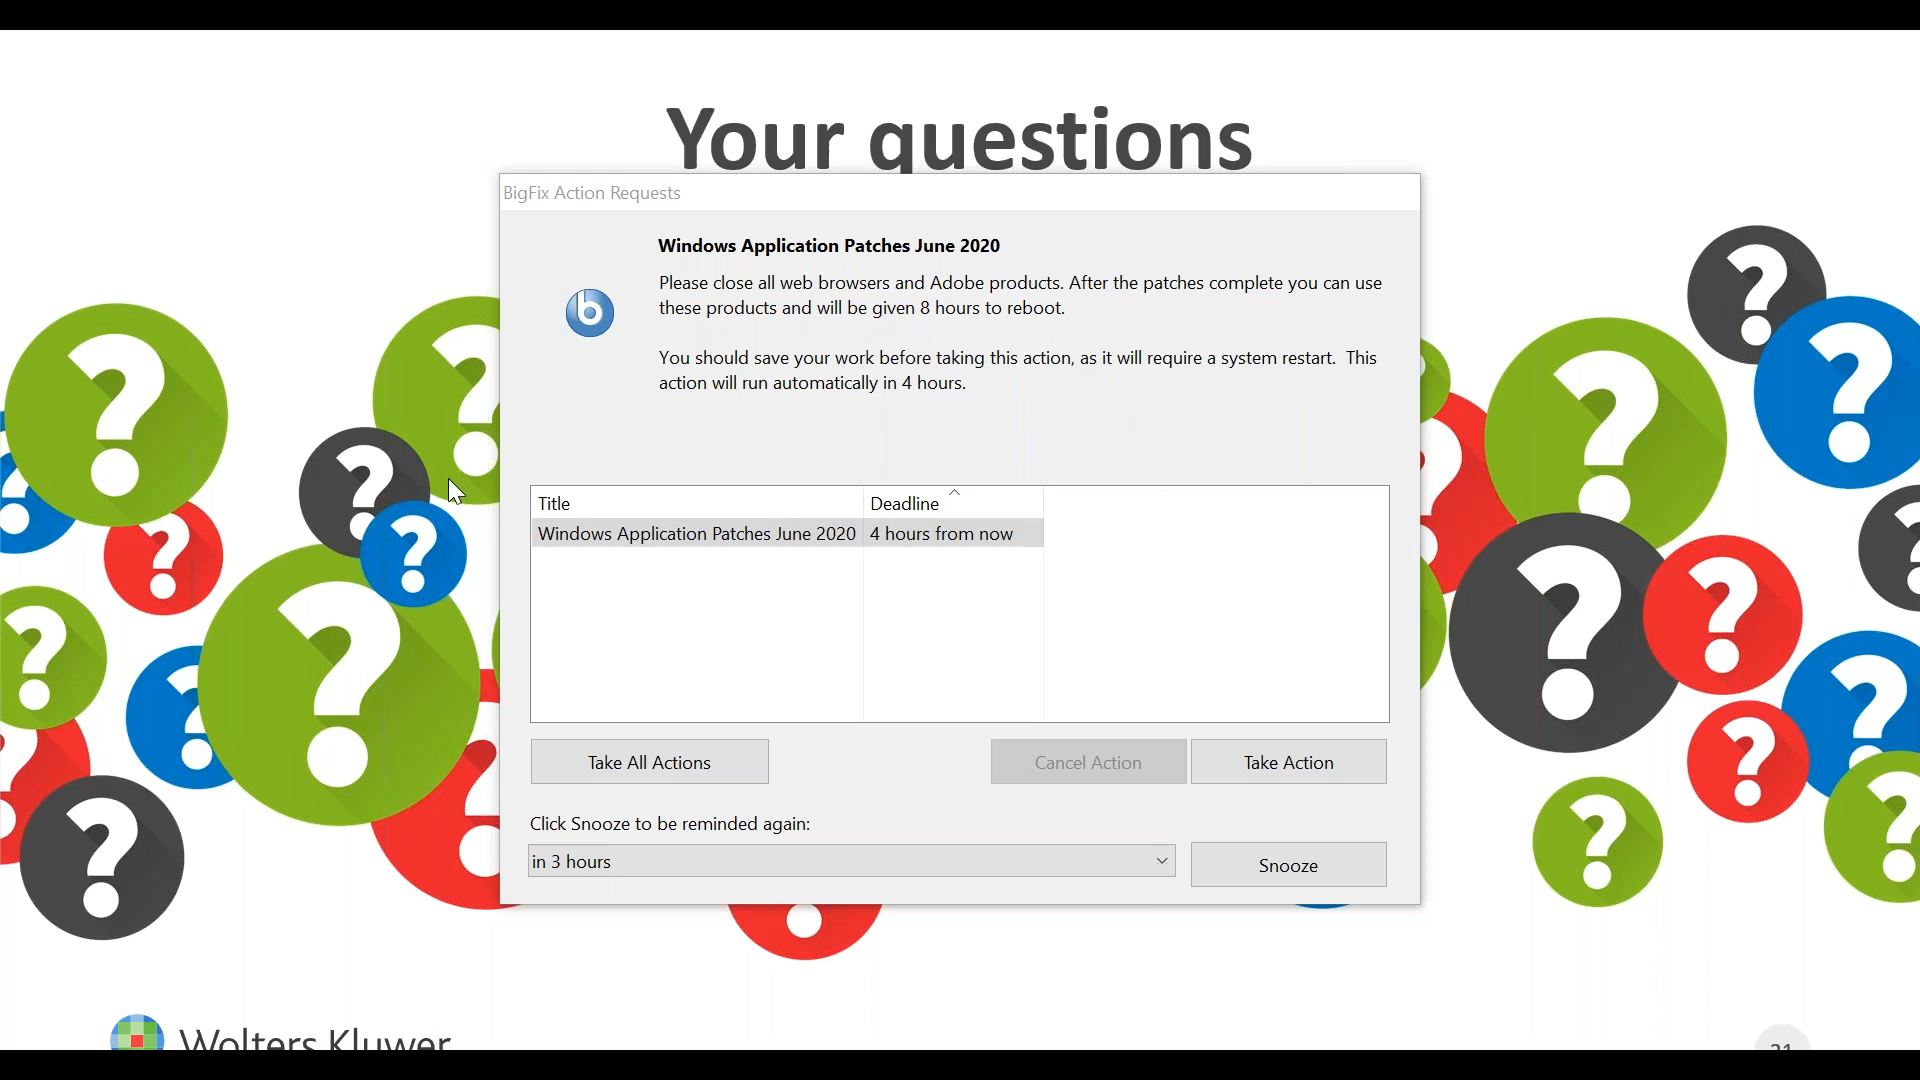 Your questions
BigFix Action Requests
Windows Application Patches June 2020
Please close all web browsers and Adobe products. After the patches complete you can use
these products and will be given 8 hours to reboot.
You should save your work before taking this action, as it will require a system restart.  This
action will run automatically in 4 hours.
Title Deadline
Windows Application Patches June 2020 4 hours from now
Take All Actions Cancel Action Take Action
Click Snooze to be reminded again:
in 3 hours Snooze
Wolters Kluwer
21